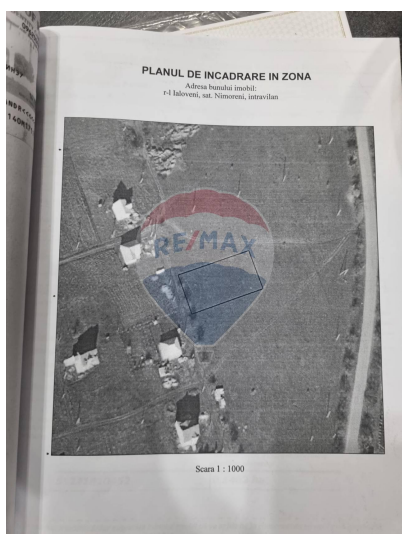 PLANUL DE INCADRARE IN ZONA
Adresa bunului imobil:
r-l Ialoveni, sat. Nimoreni, intravilan
RE/MAX
Scara 1 : 1000